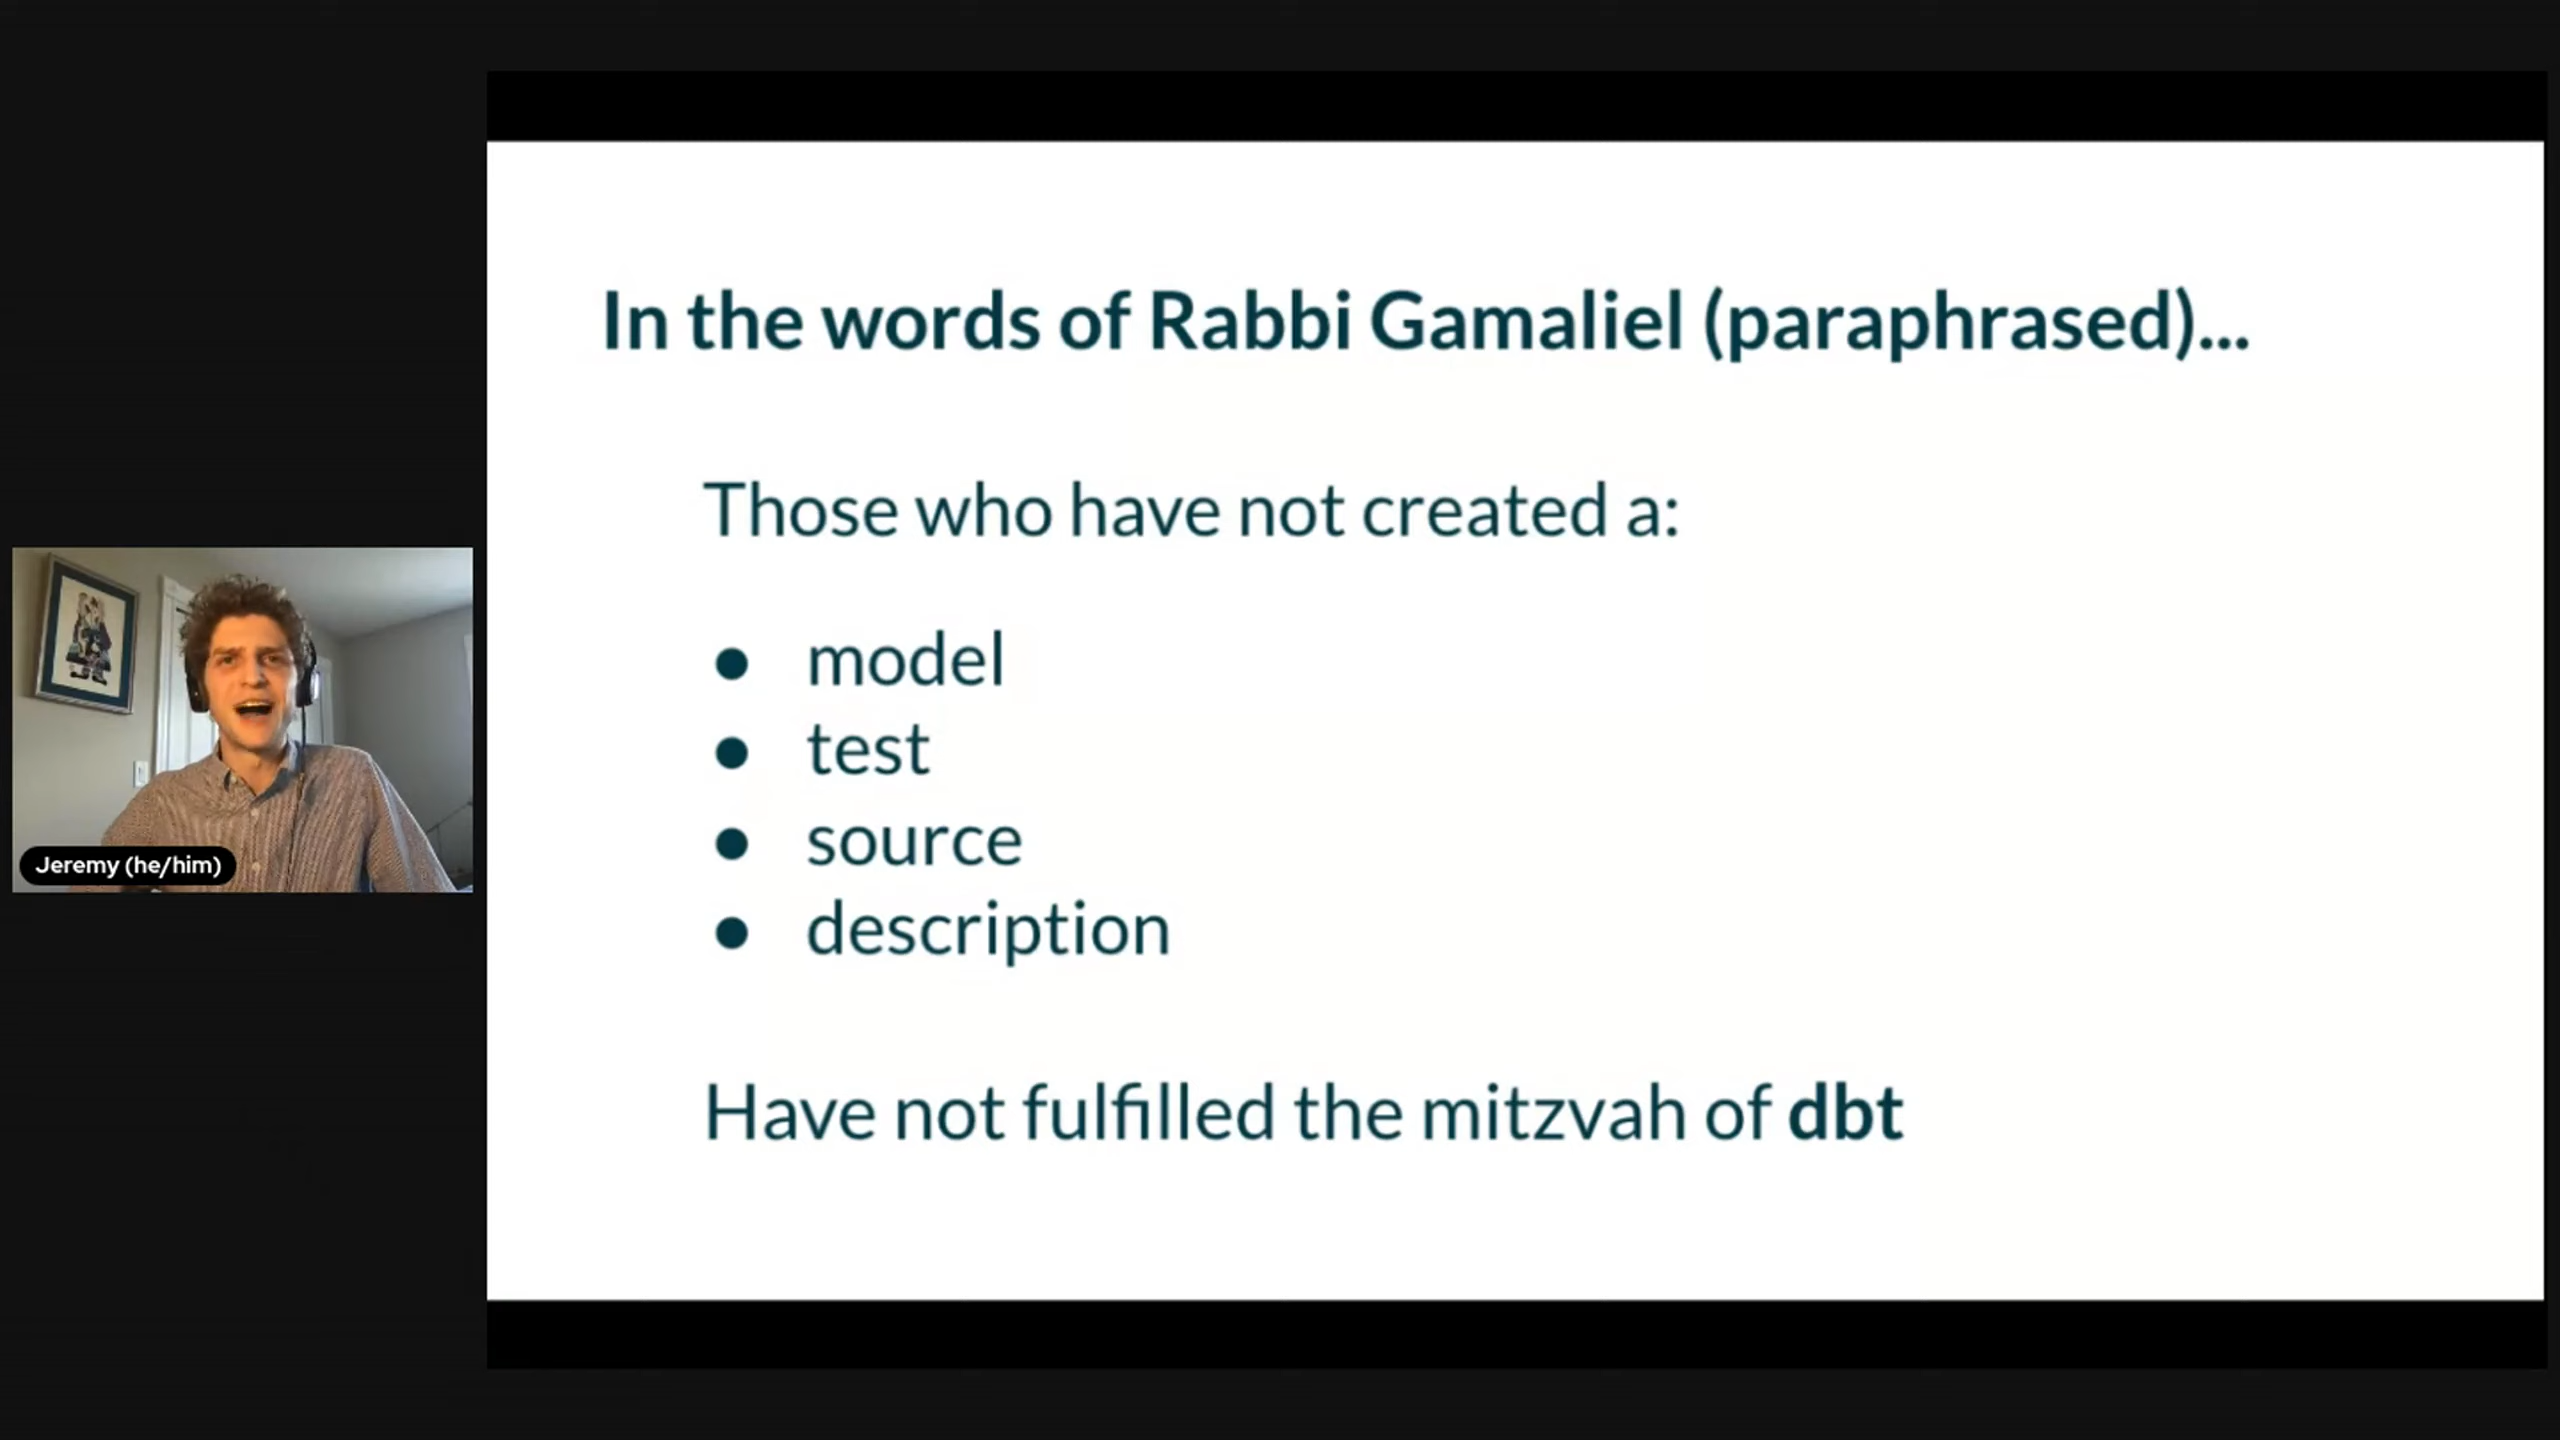 In the words of Rabbi Gamaliel (paraphrased)...
Those who have not created a:
● model
● test
● source
● description
Have not fulfilled the mitzvah of dbt
Jeremy (he/him)